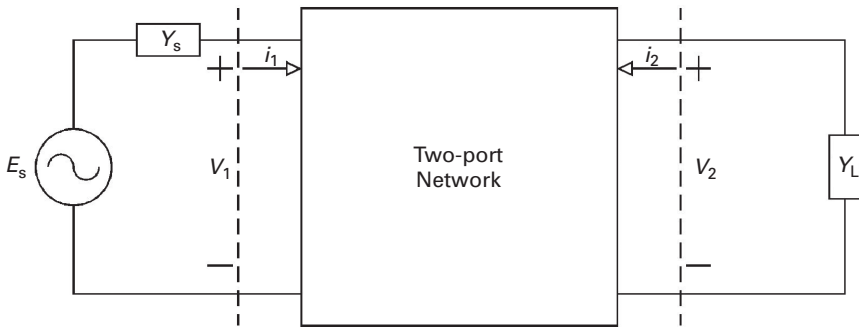 Y_s
+
i_1
i_2
+
E_s
V_1
Two-port
Network
V_2
Y_L
−
−